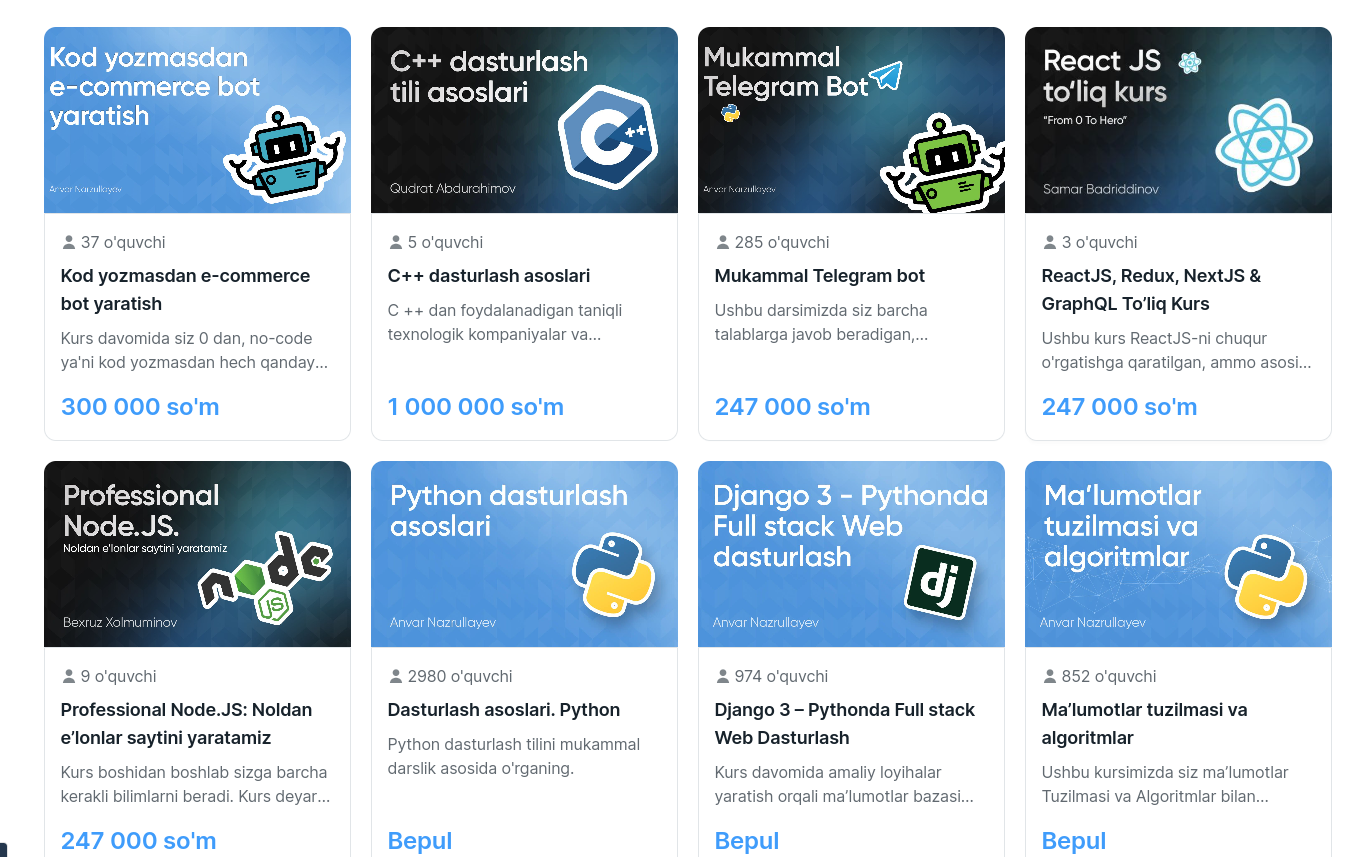 Kod yozmasdan
e-commerce bot
yaratish
Anvar Narzullayev
37 o'quvchi
Kod yozmasdan e-commerce
bot yaratish
Kurs davomida siz 0 dan, no-code
ya'ni kod yozmasdan hech qanday...
300 000 so'm
C++ dasturlash
tili asoslari
C++
Qudrat Abdurahimov
5 o'quvchi
C++ dasturlash asoslari
C ++ dan foydalanadigan taniqli
texnologik kompaniyalar va...
1 000 000 so'm
Mukammal
Telegram Bot
Anvar Narzullayev
285 o'quvchi
Mukammal Telegram bot
Ushbu darsimizda siz barcha
talablarga javob beradigan,...
247 000 so'm
React JS
to‘liq kurs
"From 0 To Hero"
Samar Badriddinov
3 o'quvchi
ReactJS, Redux, NextJS &
GraphQL To’liq Kurs
Ushbu kurs ReactJS-ni chuqur
o'rgatishga qaratilgan, ammo asosi...
247 000 so'm
Professional
Node.JS.
Noldan e'lonlar saytini yaratamiz
node
JS
Bexruz Xolmuminov
9 o'quvchi
Professional Node.JS: Noldan
e’lonlar saytini yaratamiz
Kurs boshidan boshlab sizga barcha
kerakli bilimlarni beradi. Kurs deyar...
247 000 so'm
Python dasturlash
asoslari
Anvar Nazrullayev
2980 o'quvchi
Dasturlash asoslari. Python
Python dasturlash tilini mukammal
darslik asosida o'rganing.
Bepul
Django 3 - Pythonda
Full stack Web
dasturlash
dj
Anvar Nazrullayev
974 o'quvchi
Django 3 – Pythonda Full stack
Web Dasturlash
Kurs davomida amaliy loyihalar
yaratish orqali ma’lumotlar bazasi...
Bepul
Ma’lumotlar
tuzilmasi va
algoritmlar
Anvar Nazrullayev
852 o'quvchi
Ma’lumotlar tuzilmasi va
algoritmlar
Ushbu kursimizda siz ma’lumotlar
Tuzilmasi va Algoritmlar bilan...
Bepul